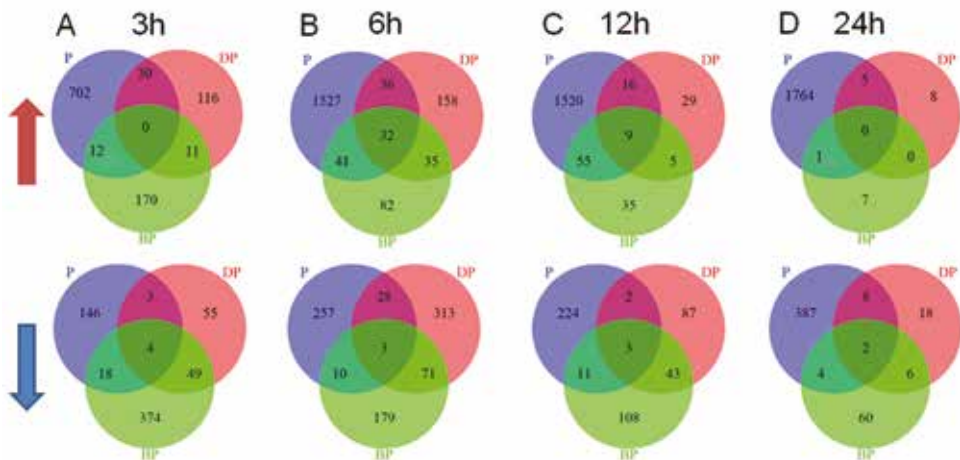 A 3h B 6h C 12h D 24h
P DP P DP P DP P DP
702 30 116 1527 36 158 1520 16 29 1764 5 8
0 32 9 0
12 11 41 35 55 5 1 0
170 82 35 7
BP BP BP BP
P DP P DP P DP P DP
146 3 55 257 28 313 224 2 87 387 8 18
4 3 3 2
18 49 10 71 11 43 4 6
374 179 108 60
BP BP BP BP